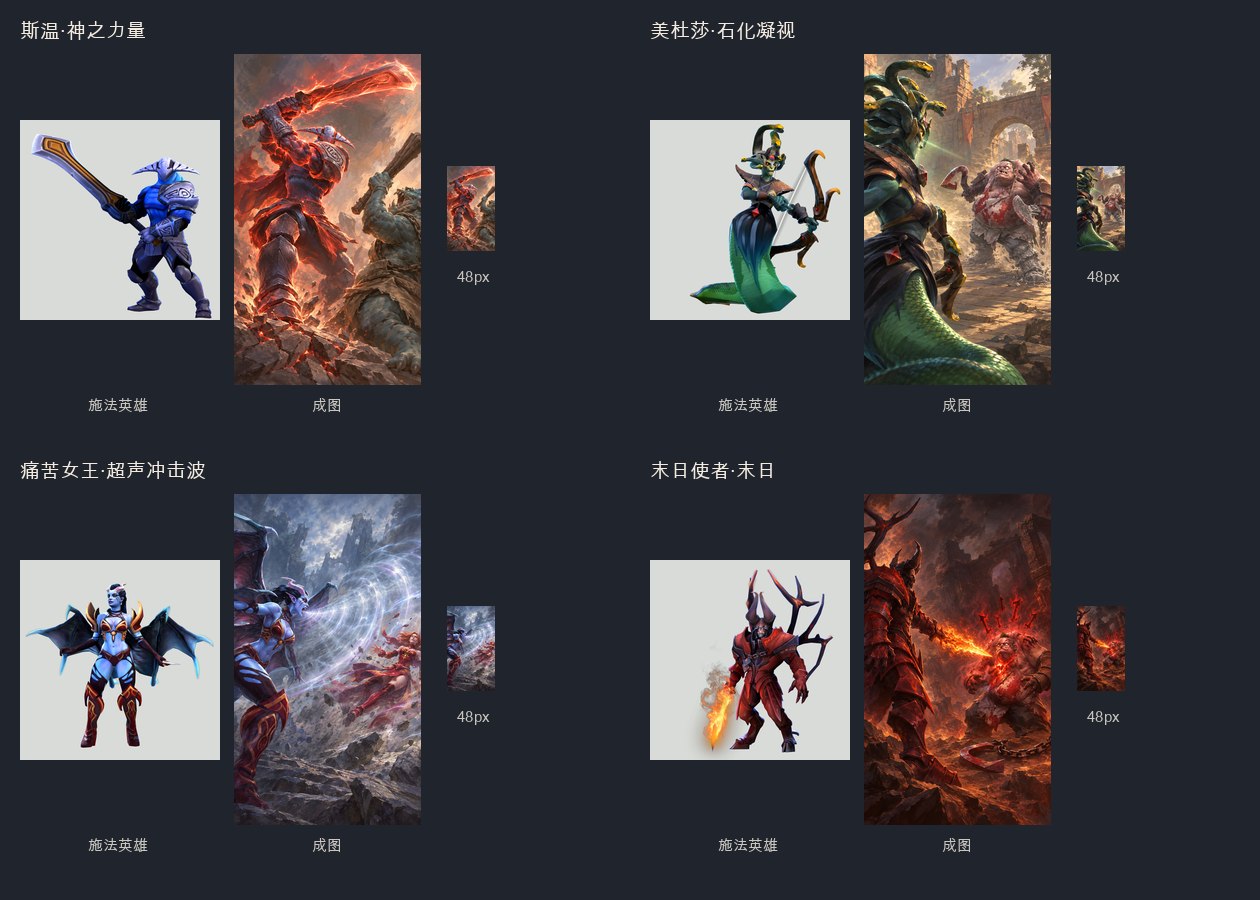 斯温·神之力量
美杜莎·石化凝视
48px
48px
施法英雄
成图
施法英雄
成图
痛苦女王·超声冲击波
末日使者·末日
48px
48px
施法英雄
成图
施法英雄
成图